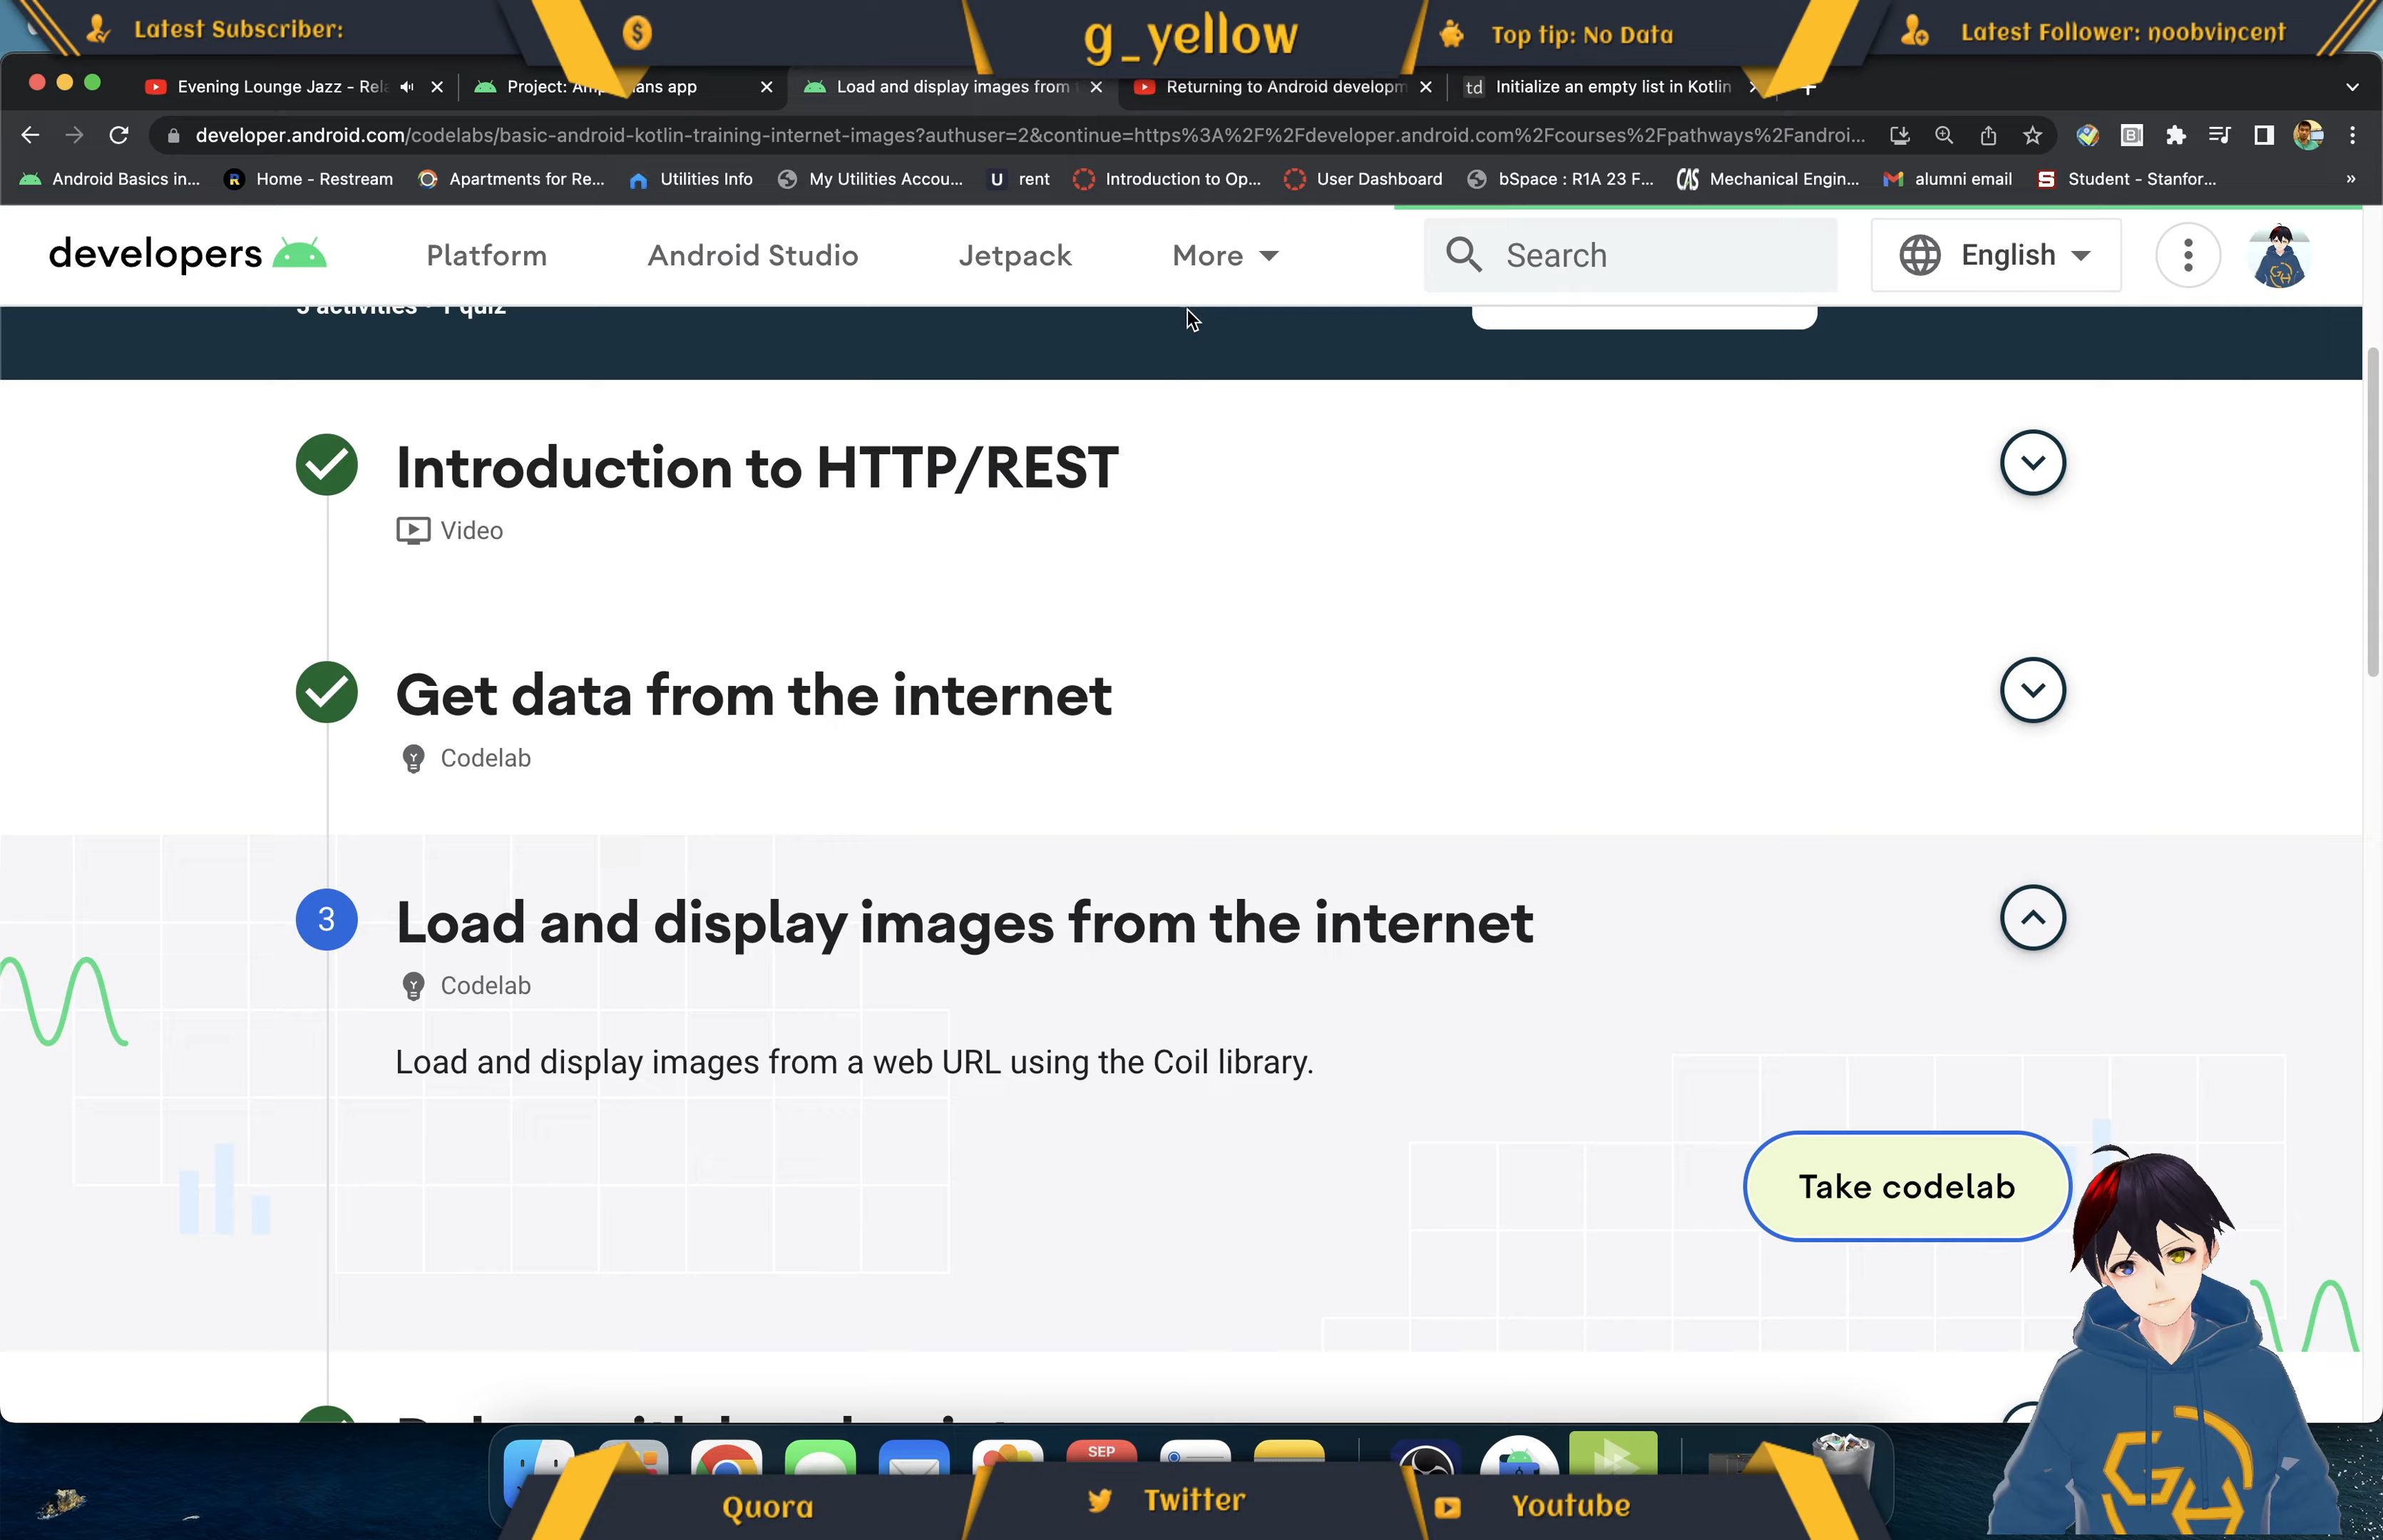 Latest Subscriber:
g_yellow
Top tip: No Data
Latest Follower: noobvincent
Evening Lounge Jazz - Rela
Project: Amp
ans app
Load and display images from
Returning to Android developm
td Initialize an empty list in Kotlin
developer.android.com/codelabs/basic-android-kotlin-training-internet-images?authuser=2&continue=https%3A%2F%2Fdeveloper.android.com%2Fcourses%2Fpathways%2Fandroi...
Android Basics in...
Home - Restream
Apartments for Re...
Utilities Info
My Utilities Accou...
U rent
Introduction to Op...
User Dashboard
bSpace : R1A 23 F...
CAS Mechanical Engin...
alumni email
S Student - Stanfor...
»
developers
Platform
Android Studio
Jetpack
More
Search
English
Introduction to HTTP/REST
Video
Get data from the internet
Codelab
3 Load and display images from the internet
Codelab
Load and display images from a web URL using the Coil library.
Take codelab
SEP
Quora
Twitter
Youtube